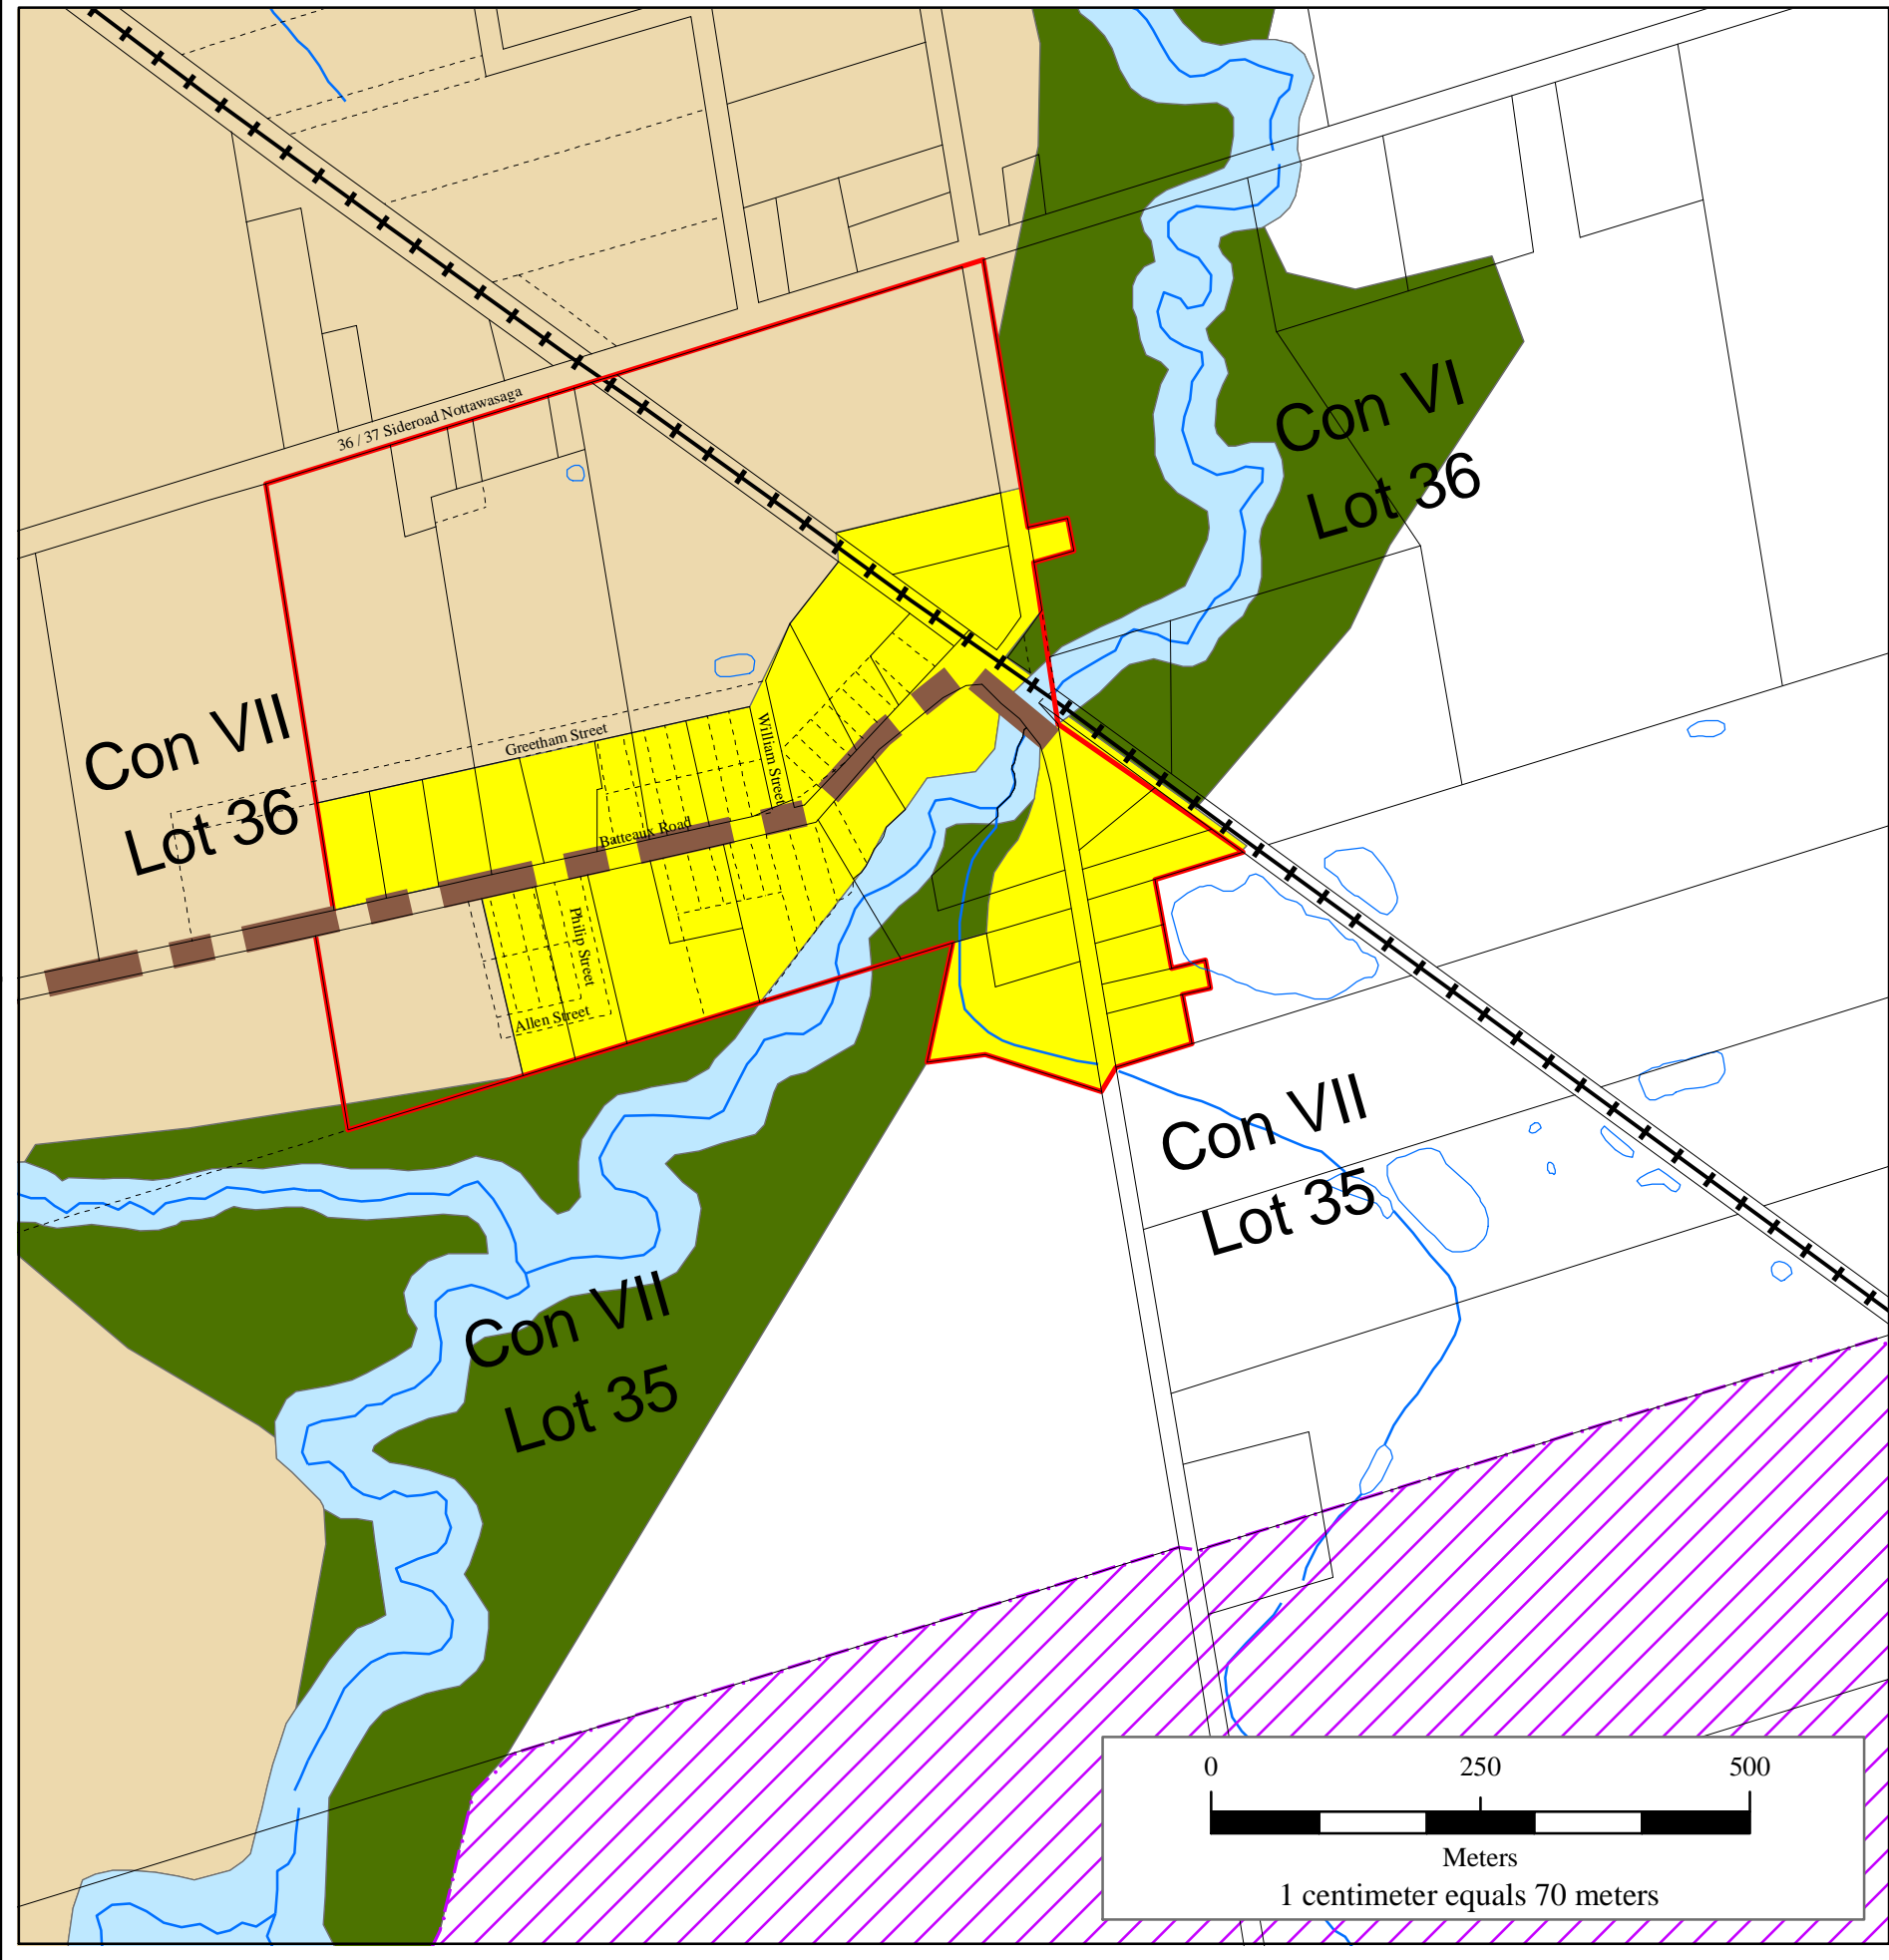 36 / 37 Sideroad Nottawasaga
Con VI
Lot 36
Con VII
Lot 36
Greetham Street
William Street
Batteaux Road
Philip Street
Allen Street
Con VII
Lot 35
Con VII
Lot 35
0 250 500
Meters
1 centimeter equals 70 meters